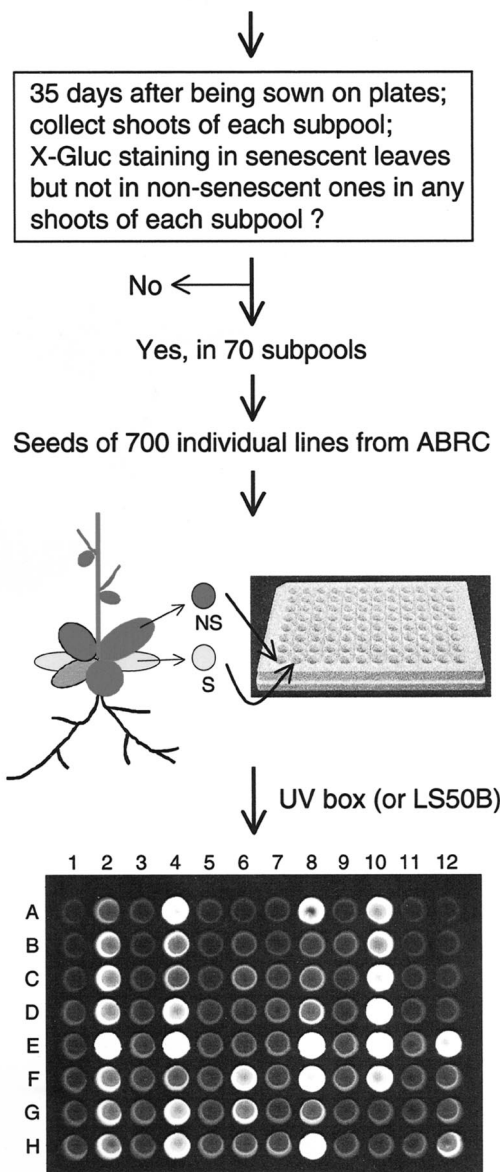 35 days after being sown on plates;
collect shoots of each subpool;
X-Gluc staining in senescent leaves
but not in non-senescent ones in any
shoots of each subpool ?
No
Yes, in 70 subpools
Seeds of 700 individual lines from ABRC
NS
S
UV box (or LS50B)
1 2 3 4 5 6 7 8 9 10 11 12
A
B
C
D
E
F
G
H